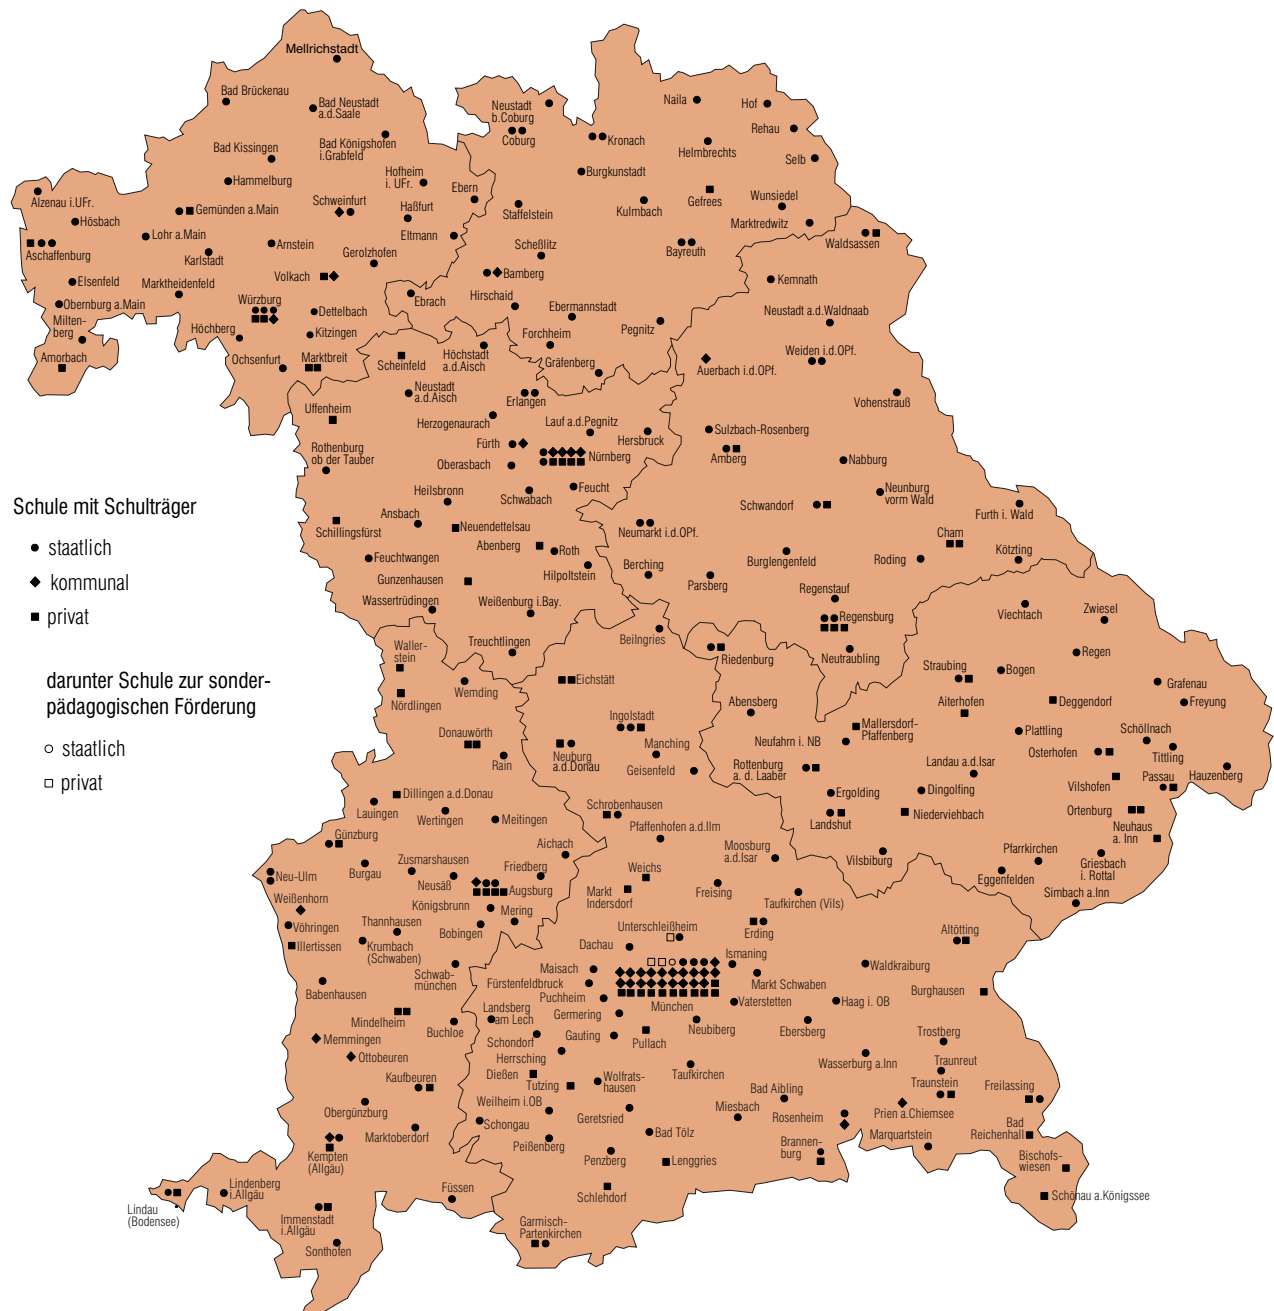 Mellrichstadt
Bad Brückenau
Bad Neustadt
a.d.Saale
Bad Kissingen
Bad Königshofen
i.Grabfeld
Hammelburg
Hofheim
i. UFr.
Ebern
Alzenau i.UFr.
Hösbach
Gemünden a.Main
Schweinfurt
Haßfurt
Eltmann
Aschaffenburg
Lohr a.Main
Karlstadt
Arnstein
Gerolzhofen
Elsenfeld
Marktheidenfeld
Volkach
Obernburg a.Main
Würzburg
Dettelbach
Ebrach
Milten-
berg
Höchberg
Kitzingen
Amorbach
Ochsenfurt
Marktbreit
Neustadt
b.Coburg
Coburg
Kronach
Naila
Hof
Rehau
Helmbrechts
Selb
Burgkunstadt
Staffelstein
Kulmbach
Gefrees
Wunsiedel
Marktredwitz
Scheßlitz
Bayreuth
Waldsassen
Bamberg
Hirschaid
Ebermannstadt
Pegnitz
Forchheim
Gräfenberg
Kemnath
Neustadt a.d.Waldnaab
Weiden i.d.OPf.
Auerbach i.d.OPf.
Vohenstrauß
Scheinfeld
Höchstadt
a.d.Aisch
Neustadt
a.d.Aisch
Erlangen
Uffenheim
Herzogenaurach
Lauf a.d.Pegnitz
Hersbruck
Sulzbach-Rosenberg
Amberg
Nabburg
Rothenburg
ob der Tauber
Fürth
Nürnberg
Oberasbach
Heilsbronn
Schwabach
Feucht
Schwandorf
Neunburg
vorm Wald
Furth i. Wald
Schillingsfürst
Ansbach
Neuendettelsau
Abenberg
Roth
Hilpoltstein
Neumarkt i.d.OPf.
Cham
Kötzting
Roding
Burglengenfeld
Feuchtwangen
Gunzenhausen
Berching
Parsberg
Regenstauf
Regensburg
Neutraubling
Wassertrüdingen
Weißenburg i.Bay.
Treuchtlingen
Beilngries
Riedenburg
Viechtach
Zwiesel
Regen
Straubing
Bogen
Grafenau
Freyung
Aiterhofen
Deggendorf
Plattling
Schöllnach
Tittling
Osterhofen
Hauzenberg
Vilshofen
Passau
Ortenburg
Neuhaus
a. Inn
Griesbach
i. Rottal
Pfarrkirchen
Eggenfelden
Simbach a.Inn
Abensberg
Mallersdorf-
Pfaffenberg
Neufahrn i. NB
Rottenburg
a. d. Laaber
Landau a.d.Isar
Ergolding
Dingolfing
Landshut
Niederviehbach
Vilsbiburg
Schule mit Schulträger
staatlich
kommunal
privat
darunter Schule zur sonder-
pädagogischen Förderung
staatlich
privat
Waller-
stein
Nördlingen
Wemding
Donauwörth
Rain
Dillingen a.d.Donau
Lauingen
Wertingen
Meitingen
Günzburg
Burgau
Zusmarshausen
Neusäß
Friedberg
Aichach
Augsburg
Neu-Ulm
Weißenhorn
Vöhringen
Illertissen
Thannhausen
Krumbach
(Schwaben)
Königsbrunn
Mering
Bobingen
Schwab-
münchen
Babenhausen
Mindelheim
Buchloe
Memmingen
Ottobeuren
Kaufbeuren
Obergünzburg
Marktoberdorf
Kempten
(Allgäu)
Füssen
Lindau
(Bodensee)
Lindenberg
i.Allgäu
Immenstadt
i.Allgäu
Sonthofen
Eichstätt
Ingolstadt
Neuburg
a.d.Donau
Manching
Geisenfeld
Schrobenhausen
Pfaffenhofen a.d.Ilm
Moosburg
a.d.Isar
Weichs
Markt
Indersdorf
Freising
Taufkirchen (Vils)
Unterschleißheim
Erding
Altötting
Dachau
Ismaning
Maisach
Markt Schwaben
Waldkraiburg
Fürstenfeldbruck
Puchheim
München
Vaterstetten
Haag i. OB
Burghausen
Landsberg
am Lech
Germering
Neubiberg
Ebersberg
Schondorf
Gauting
Pullach
Trostberg
Herrsching
Wasserburg a.Inn
Traunreut
Dießen
Tutzing
Wolfrats-
hausen
Taufkirchen
Traunstein
Freilassing
Weilheim i.OB
Geretsried
Bad Aibling
Miesbach
Rosenheim
Prien a.Chiemsee
Schongau
Bad Tölz
Marquartstein
Bad
Reichenhall
Peißenberg
Brannen-
burg
Penzberg
Lenggries
Bischofs-
wiesen
Schlehdorf
Schönau a.Königssee
Garmisch-
Partenkirchen